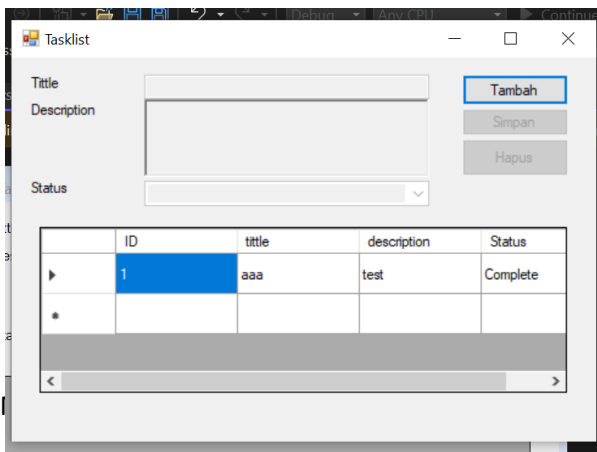 Debug Any CPU Continue
Tasklist
Tittle
Tambah
Description
Simpan
Hapus
Status
ID tittle description Status
1 aaa test Complete